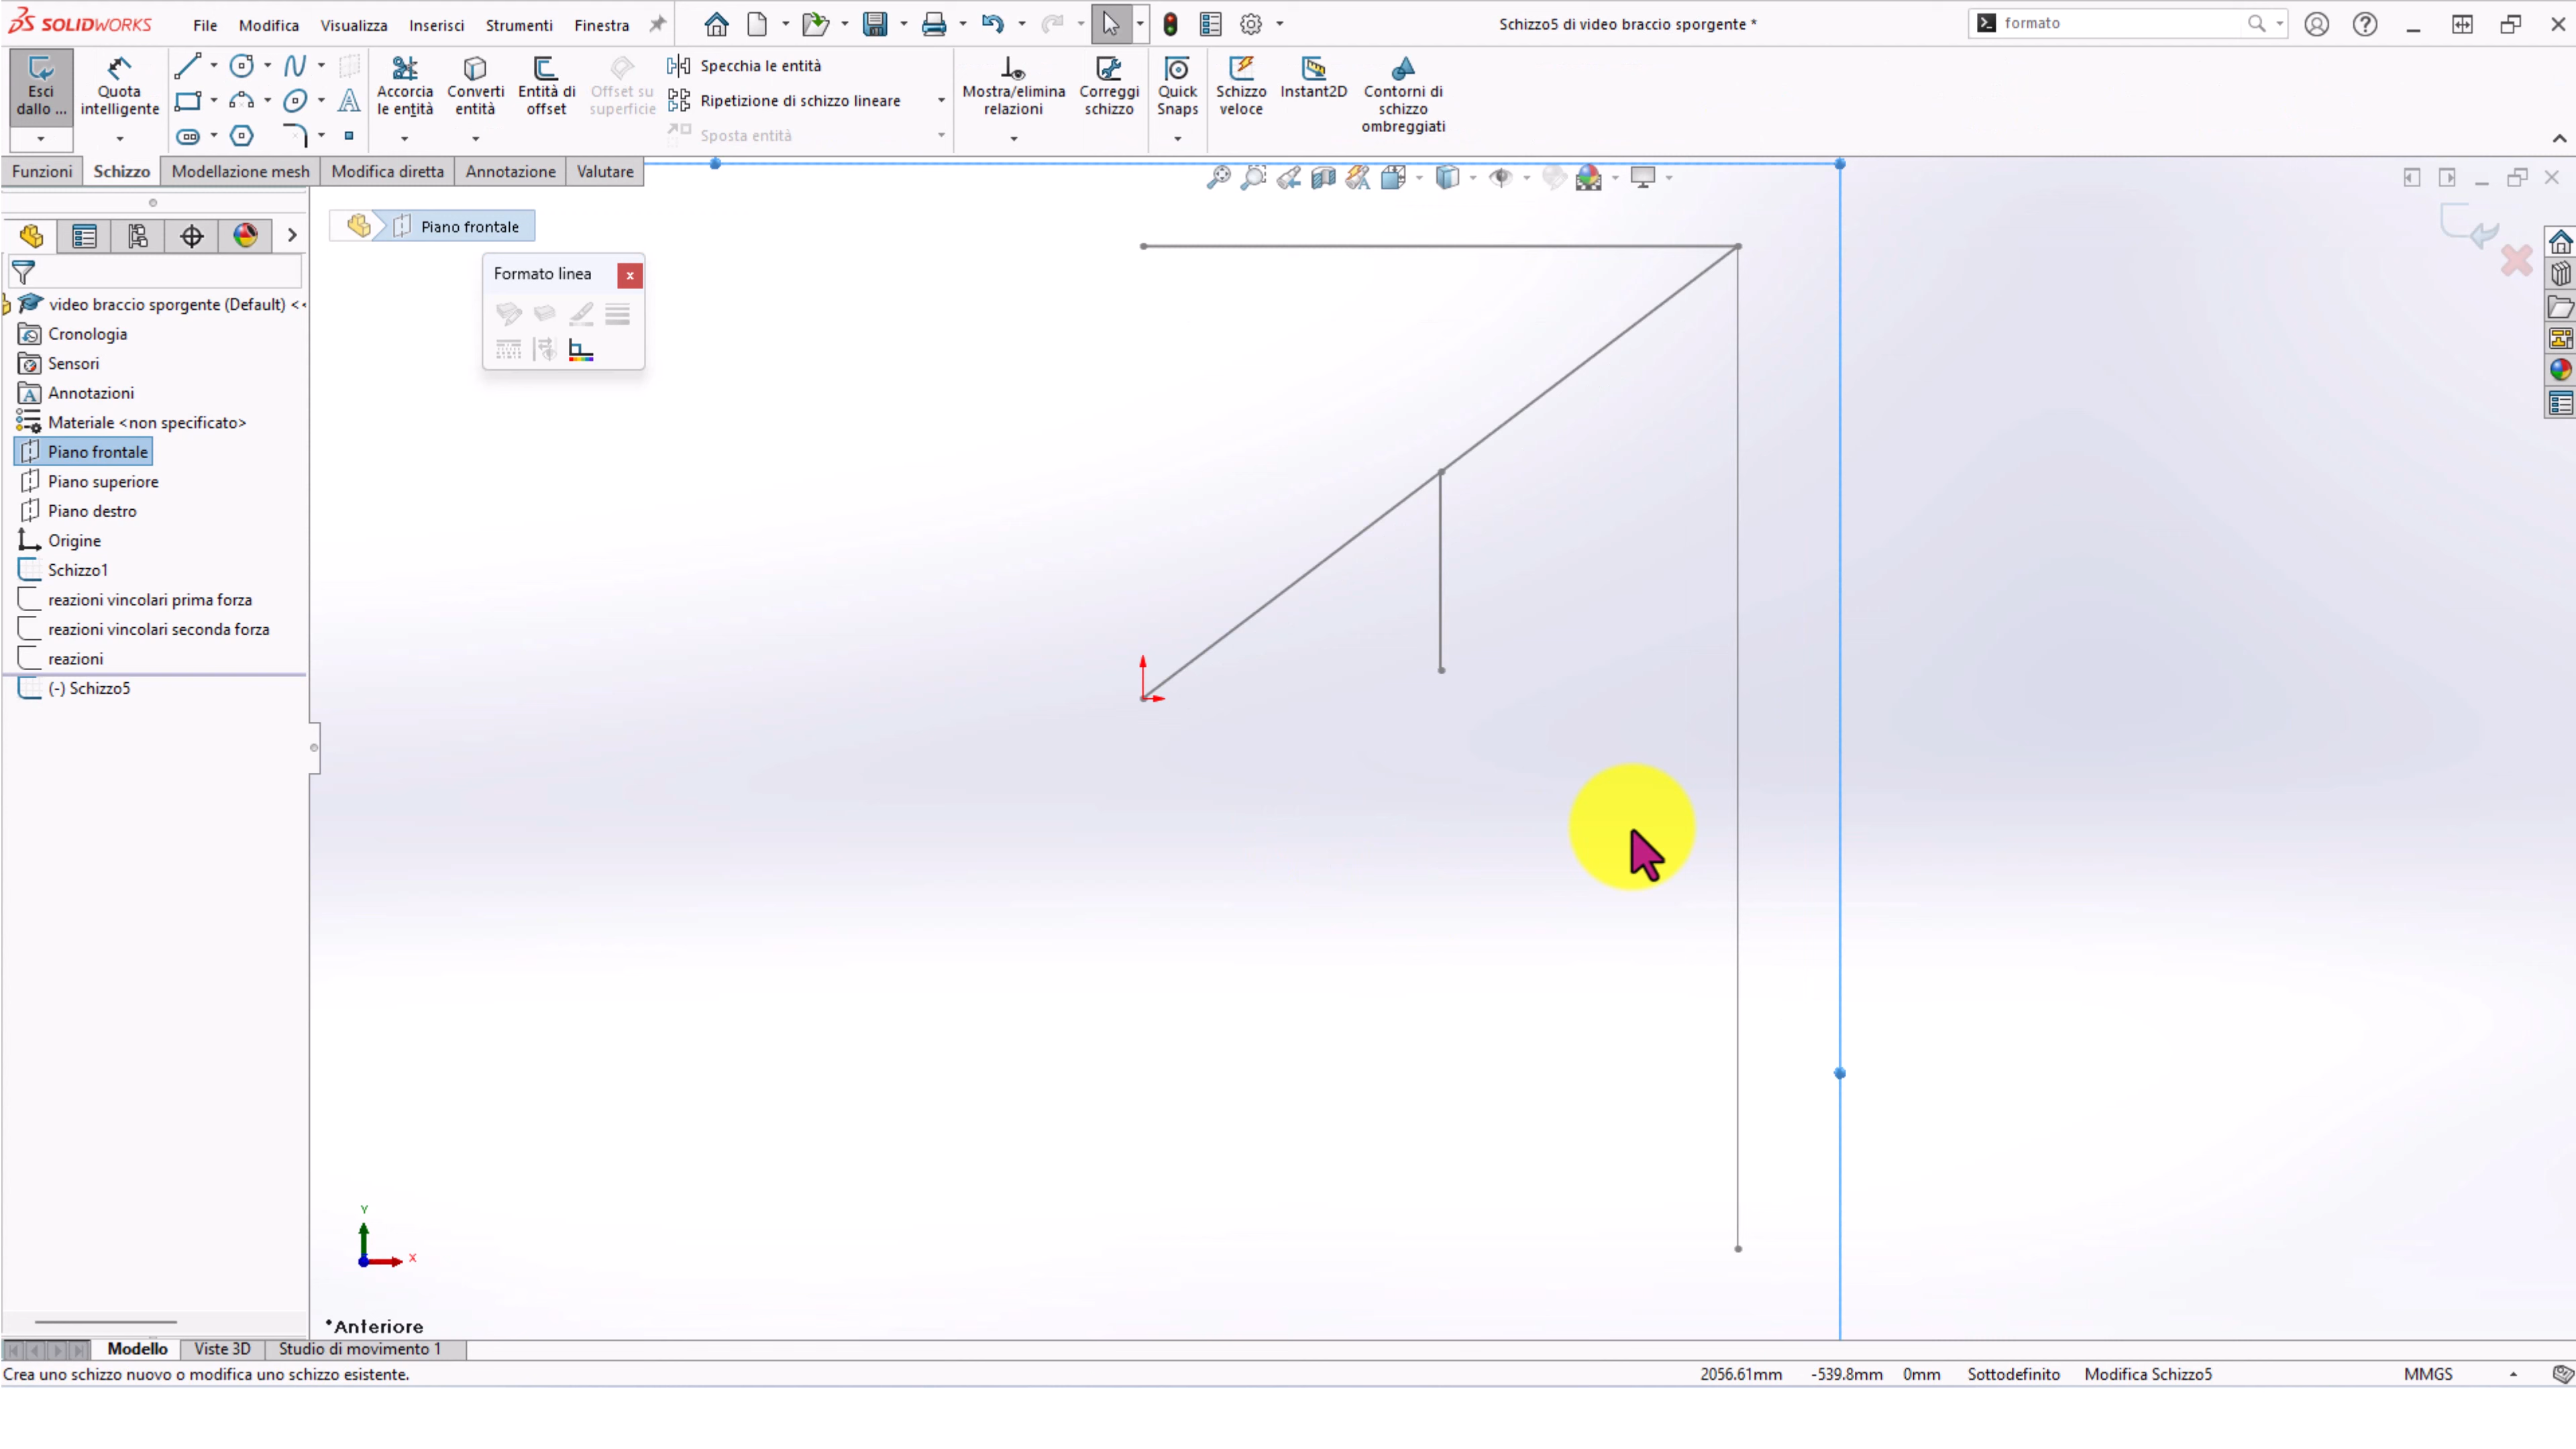 SOLIDWORKS File Modifica Visualizza Inserisci Strumenti Finestra Schizzo5 di video braccio sporgente * formato
Esci dallo ...
Quota intelligente
Accorcia le entità
Converti entità
Entità di offset
Offset su superficie
Specchia le entità
Ripetizione di schizzo lineare
Sposta entità
Mostra/elimina relazioni
Correggi schizzo
Quick Snaps
Schizzo veloce
Instant2D
Contorni di schizzo ombreggiati
Funzioni Schizzo Modellazione mesh Modifica diretta Annotazione Valutare
Piano frontale
Formato linea
video braccio sporgente (Default) <
Cronologia
Sensori
Annotazioni
Materiale <non specificato>
Piano frontale
Piano superiore
Piano destro
Origine
Schizzo1
reazioni vincolari prima forza
reazioni vincolari seconda forza
reazioni
(-) Schizzo5
Y
X
*Anteriore
Modello Viste 3D Studio di movimento 1
Crea uno schizzo nuovo o modifica uno schizzo esistente. 2056.61mm -539.8mm 0mm Sottodefinito Modifica Schizzo5 MMGS